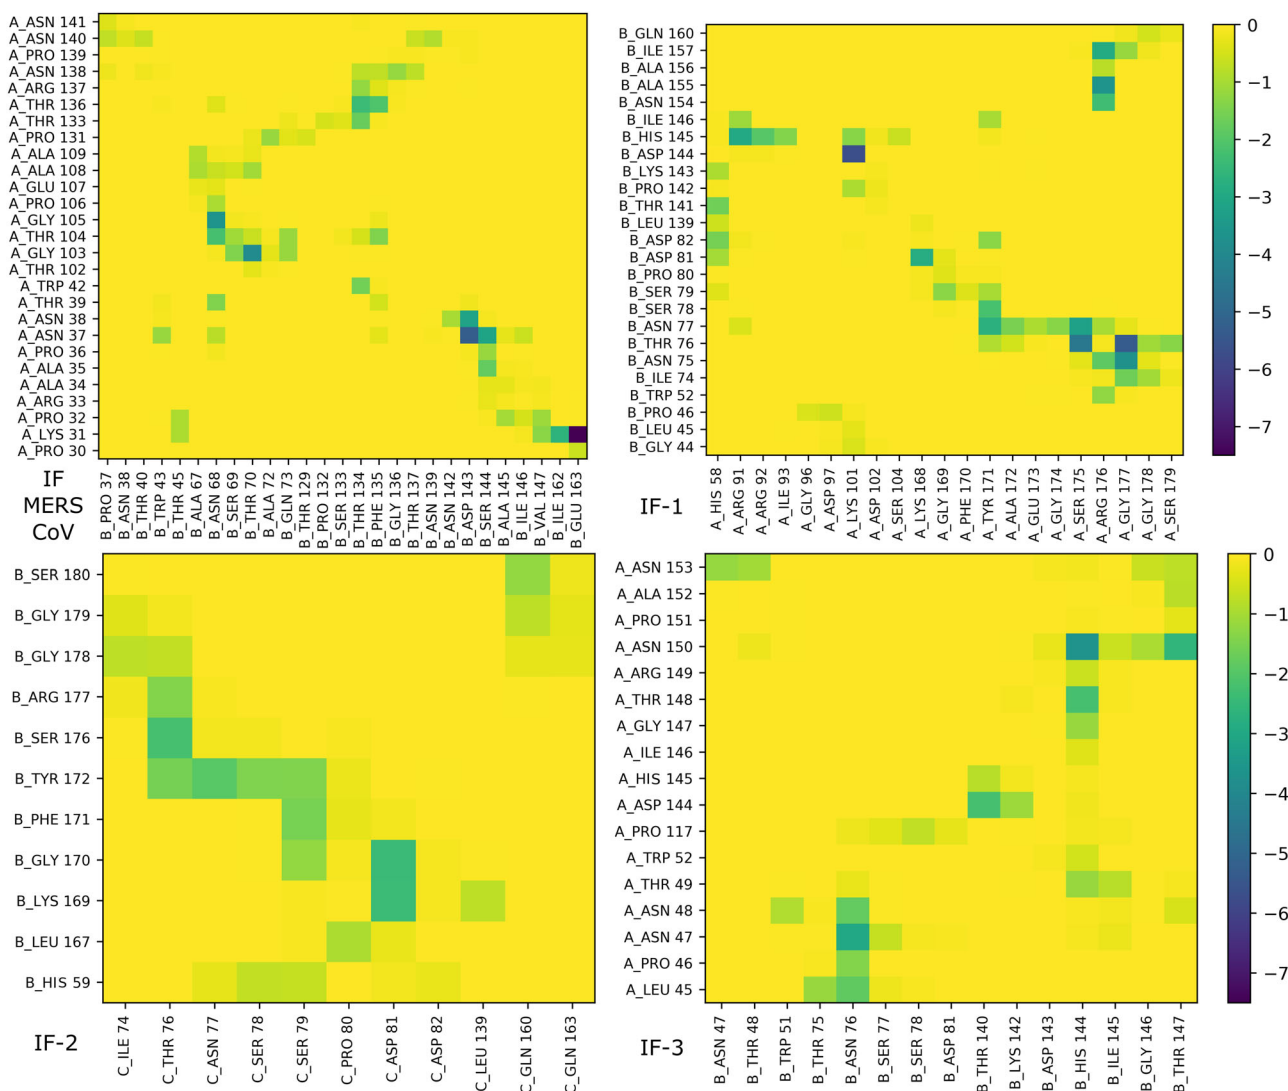 A_ASN 141
A_ASN 140
A_PRO 139
A_ASN 138
A_ARG 137
A_THR 136
A_THR 133
A_PRO 131
A_ALA 109
A_ALA 108
A_GLU 107
A_PRO 106
A_GLY 105
A_THR 104
A_GLY 103
A_THR 102
A_TRP 42
A_THR 39
A_ASN 38
A_ASN 37
A_PRO 36
A_ALA 35
A_ALA 34
A_ARG 33
A_PRO 32
A_LYS 31
A_PRO 30
IF
MERS
CoV
B_PRO 37
B_ASN 38
B_THR 40
B_TRP 43
B_THR 45
B_ALA 67
B_ASN 68
B_SER 69
B_THR 70
B_ALA 72
B_GLN 73
B_THR 129
B_PRO 132
B_SER 133
B_THR 134
B_PHE 135
B_GLY 136
B_THR 137
B_ASN 139
B_ASN 142
B_ASP 143
B_SER 144
B_ALA 145
B_ILE 146
B_VAL 147
B_ILE 162
B_GLU 163
B_GLN 160
B_ILE 157
B_ALA 156
B_ALA 155
B_ASN 154
B_ILE 146
B_HIS 145
B_ASP 144
B_LYS 143
B_PRO 142
B_THR 141
B_LEU 139
B_ASP 82
B_ASP 81
B_PRO 80
B_SER 79
B_SER 78
B_ASN 77
B_THR 76
B_ASN 75
B_ILE 74
B_TRP 52
B_PRO 46
B_LEU 45
B_GLY 44
IF-1
A_HIS 58
A_ARG 91
A_ARG 92
A_ILE 93
A_GLY 96
A_ASP 97
A_LYS 101
A_ASP 102
A_SER 104
A_LYS 168
A_GLY 169
A_PHE 170
A_TYR 171
A_ALA 172
A_GLU 173
A_GLY 174
A_SER 175
A_ARG 176
A_GLY 177
A_GLY 178
A_SER 179
0
−1
−2
−3
−4
−5
−6
−7
B_SER 180
B_GLY 179
B_GLY 178
B_ARG 177
B_SER 176
B_TYR 172
B_PHE 171
B_GLY 170
B_LYS 169
B_LEU 167
B_HIS 59
IF-2
C_ILE 74
C_THR 76
C_ASN 77
C_SER 78
C_SER 79
C_PRO 80
C_ASP 81
C_ASP 82
C_LEU 139
C_GLN 160
C_GLN 163
A_ASN 153
A_ALA 152
A_PRO 151
A_ASN 150
A_ARG 149
A_THR 148
A_GLY 147
A_ILE 146
A_HIS 145
A_ASP 144
A_PRO 117
A_TRP 52
A_THR 49
A_ASN 48
A_ASN 47
A_PRO 46
A_LEU 45
IF-3
B_ASN 47
B_THR 48
B_TRP 51
B_THR 75
B_ASN 76
B_SER 77
B_SER 78
B_ASP 81
B_THR 140
B_LYS 142
B_ASP 143
B_HIS 144
B_ILE 145
B_GLY 146
B_THR 147
0
−1
−2
−3
−4
−5
−6
−7